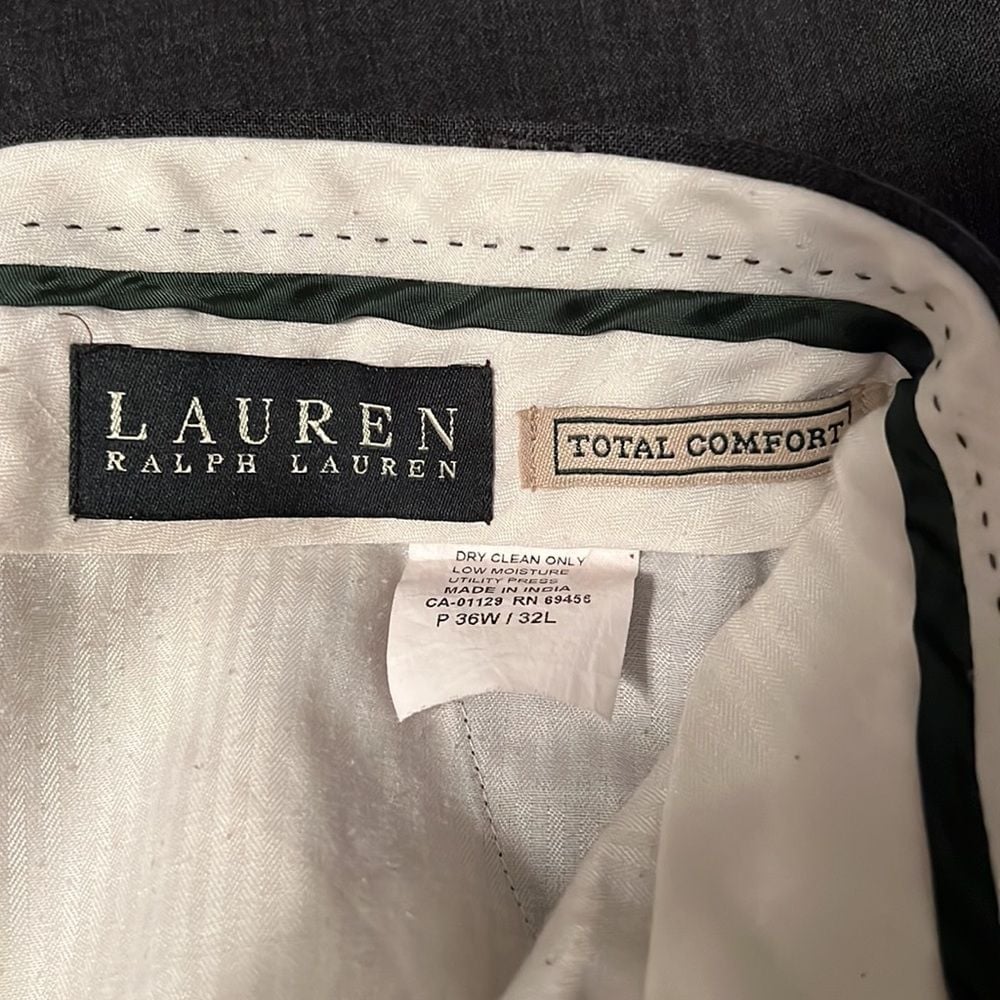 LAUREN
RALPH LAUREN
TOTAL COMFORT
DRY CLEAN ONLY
LOW MOISTURE
UTILITY PRESS
MADE IN INDIA
CA-01129 RN 69456
P 36W / 32L